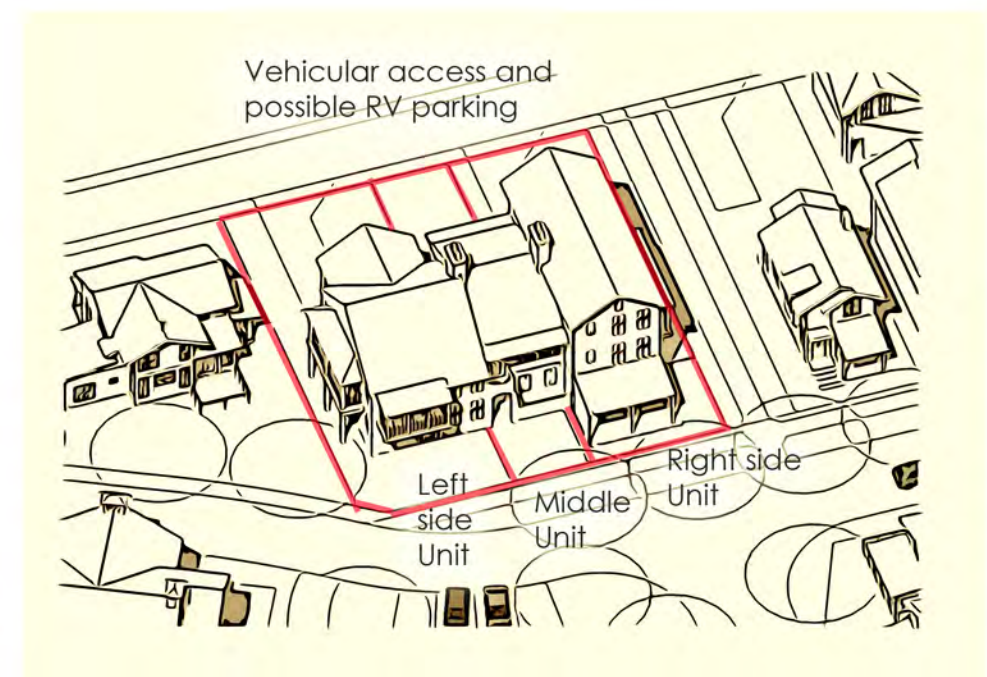 Vehicular access and
possible RV parking
Left
side
Unit
Middle
Unit
Right side
Unit